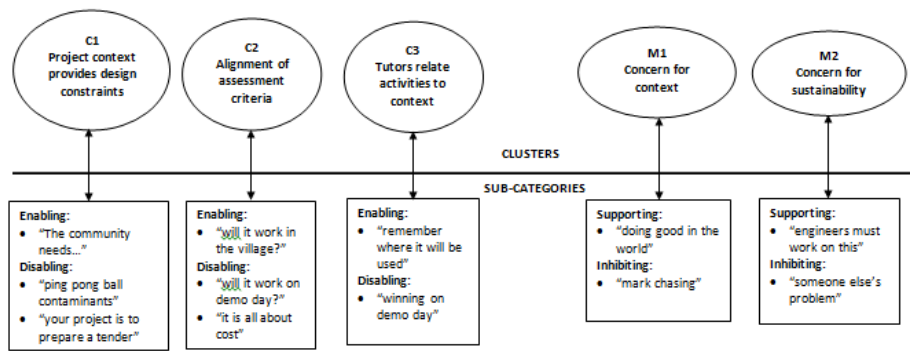 C1
Project context
provides design
constraints
C2
Alignment of
assessment
criteria
C3
Tutors relate
activities to
context
M1
Concern for
context
M2
Concern for
sustainability
CLUSTERS
SUB-CATEGORIES
Enabling:
• “The community
needs...”
Disabling:
• “ping pong ball
contaminants”
• “your project is to
prepare a tender”
Enabling:
• “will it work in
the village?”
Disabling:
• “will it work on
demo day?”
• “it is all about
cost”
Enabling:
• “remember
where it will be
used”
Disabling:
• “winning on
demo day”
Supporting:
• “doing good in the
world”
Inhibiting:
• “mark chasing”
Supporting:
• “engineers must
work on this”
Inhibiting:
• “someone else’s
problem”